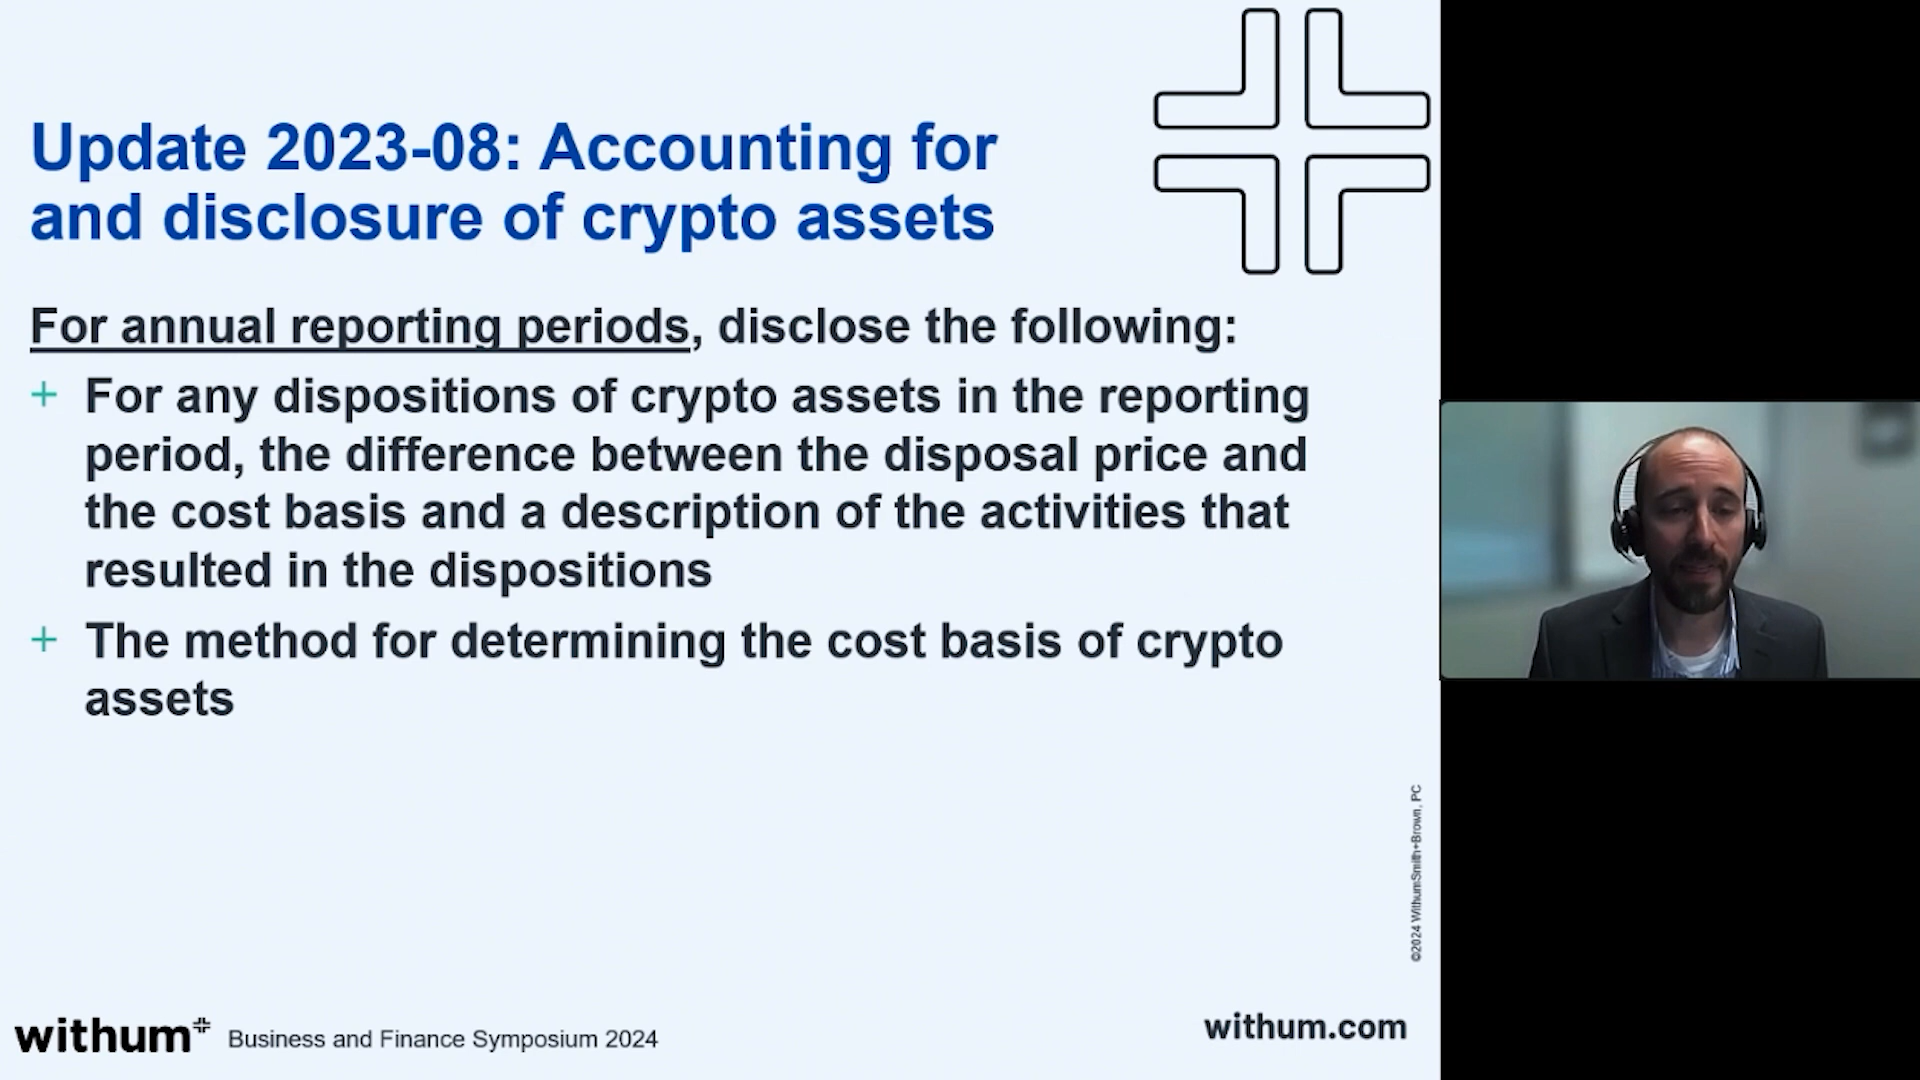 Update 2023-08: Accounting for
and disclosure of crypto assets
For annual reporting periods, disclose the following:
+ For any dispositions of crypto assets in the reporting
period, the difference between the disposal price and
the cost basis and a description of the activities that
resulted in the dispositions
+ The method for determining the cost basis of crypto
assets
©2024 WithumSmith+Brown, PC
withum+ Business and Finance Symposium 2024
withum.com